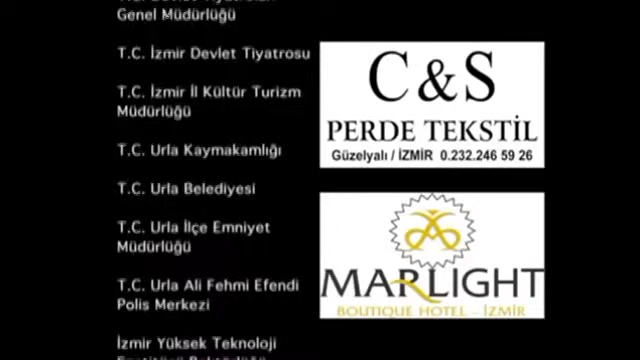 Genel Müdürlüğü
T.C. İzmir Devlet Tiyatrosu
T.C. İzmir İl Kültür Turizm
Müdürlüğü
T.C. Urla Kaymakamlığı
T.C. Urla Belediyesi
T.C. Urla İlçe Emniyet
Müdürlüğü
T.C. Urla Ali Fehmi Efendi
Polis Merkezi
İzmir Yüksek Teknoloji
C & S
PERDE TEKSTİL
Güzelyalı / İZMİR 0.232.246 59 26
MARLIGHT
BOUTIQUE HOTEL - İZMİR